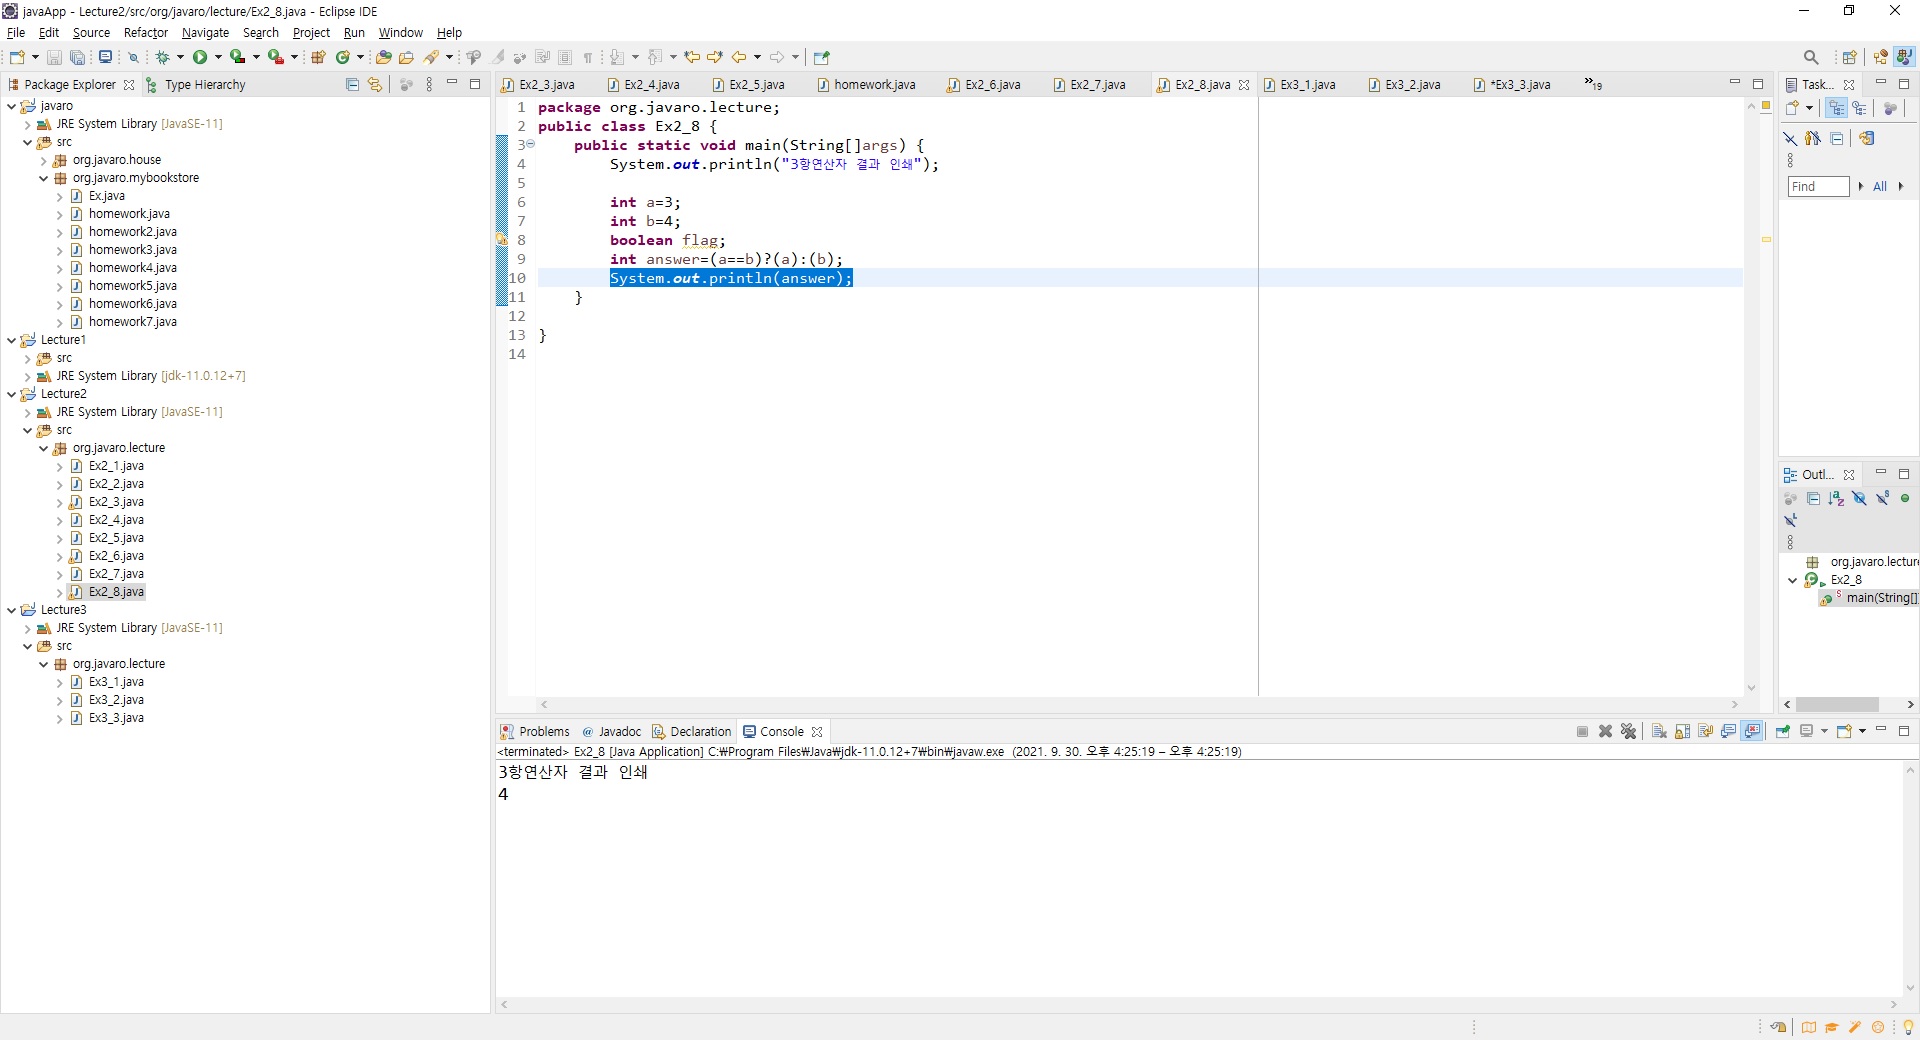 javaApp - Lecture2/src/org/javaro/lecture/Ex2_8.java - Eclipse IDE
File Edit Source Refactor Navigate Search Project Run Window Help
Package Explorer Type Hierarchy
javaro
JRE System Library [JavaSE-11]
src
org.javaro.house
org.javaro.mybookstore
Ex.java
homework.java
homework2.java
homework3.java
homework4.java
homework5.java
homework6.java
homework7.java
Lecture1
src
JRE System Library [jdk-11.0.12+7]
Lecture2
JRE System Library [JavaSE-11]
src
org.javaro.lecture
Ex2_1.java
Ex2_2.java
Ex2_3.java
Ex2_4.java
Ex2_5.java
Ex2_6.java
Ex2_7.java
Ex2_8.java
Lecture3
JRE System Library [JavaSE-11]
src
org.javaro.lecture
Ex3_1.java
Ex3_2.java
Ex3_3.java
Ex2_3.java Ex2_4.java Ex2_5.java homework.java Ex2_6.java Ex2_7.java Ex2_8.java Ex3_1.java Ex3_2.java *Ex3_3.java »19
1 package org.javaro.lecture;
2 public class Ex2_8 {
3 public static void main(String[]args) {
4 System.out.println("3항연산자 결과 인쇄");
5
6 int a=3;
7 int b=4;
8 boolean flag;
9 int answer=(a==b)?(a):(b);
10 System.out.println(answer);
11 }
12
13 }
14
Task...
Find All
Outl...
org.javaro.lecture
Ex2_8
main(String[]
Problems @ Javadoc Declaration Console
<terminated> Ex2_8 [Java Application] C:₩Program Files₩Java₩jdk-11.0.12+7₩bin₩javaw.exe (2021. 9. 30. 오후 4:25:19 – 오후 4:25:19)
3항연산자 결과 인쇄
4